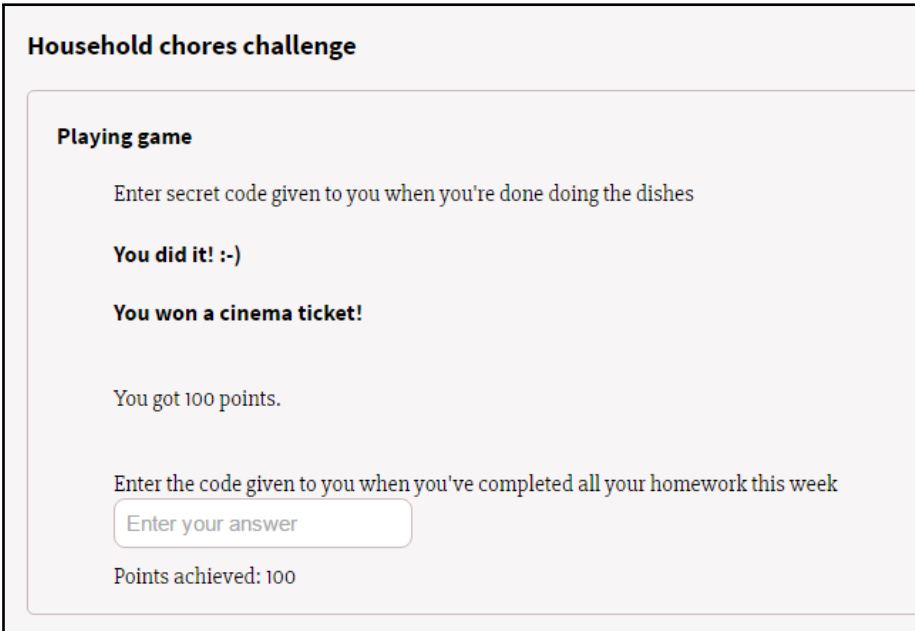 Household chores challenge
Playing game
Enter secret code given to you when you're done doing the dishes
You did it! :-)
You won a cinema ticket!
You got 100 points.
Enter the code given to you when you've completed all your homework this week
Enter your answer
Points achieved: 100